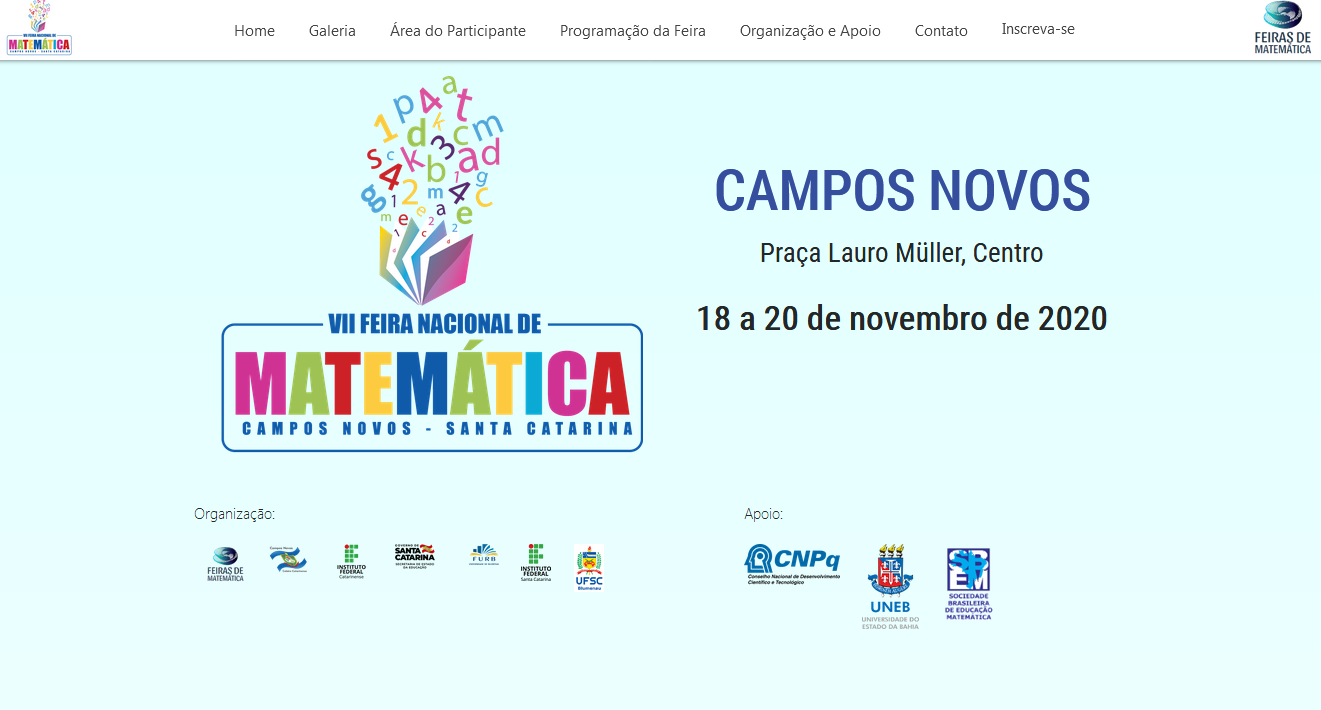 VII FEIRA NACIONAL DE
MATEMÁTICA
CAMPOS NOVOS - SANTA CATARINA
Home Galeria Área do Participante Programação da Feira Organização e Apoio Contato Inscreva-se
FEIRAS DE
MATEMÁTICA
p 4 a t
1 d k c m
s c k 3 a d
4 b 1 g
g 1 2 m 4 c
m e e 2 a e
1 c 2
VII FEIRA NACIONAL DE
MATEMÁTICA
CAMPOS NOVOS - SANTA CATARINA
CAMPOS NOVOS
Praça Lauro Müller, Centro
18 a 20 de novembro de 2020
Organização:
FEIRAS DE
MATEMÁTICA
Campos Novos
INSTITUTO
FEDERAL
Catarinense
GOVERNO DE
SANTA
CATARINA
SECRETARIA DE ESTADO
DA EDUCAÇÃO
FURB
INSTITUTO
FEDERAL
Santa Catarina
UFSC
Blumenau
Apoio:
CNPq
Conselho Nacional de Desenvolvimento
Científico e Tecnológico
UNEB
UNIVERSIDADE DO
ESTADO DA BAHIA
SBEM
SOCIEDADE
BRASILEIRA
DE EDUCAÇÃO
MATEMÁTICA